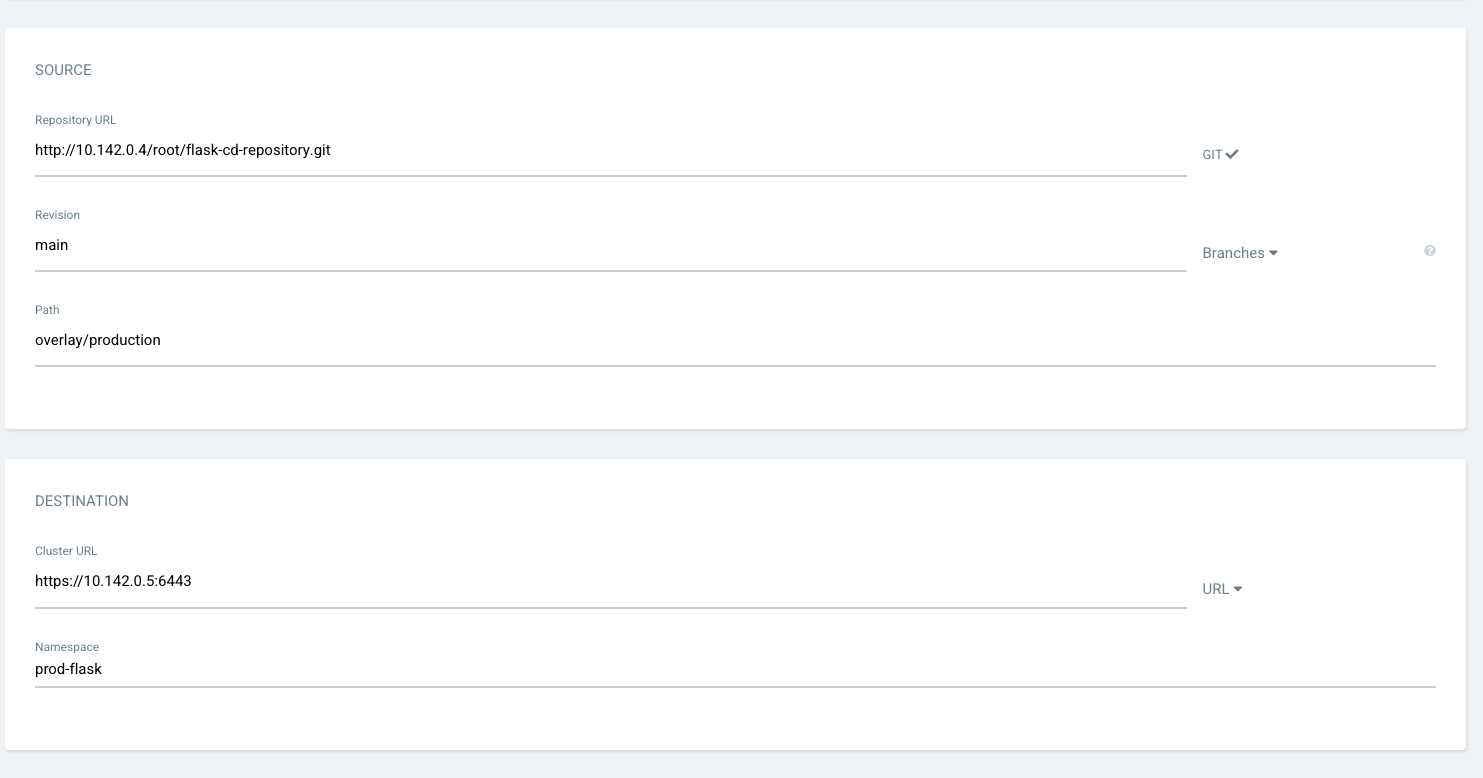 SOURCE
Repository URL
http://10.142.0.4/root/flask-cd-repository.git
GIT
Revision
main
Branches
?
Path
overlay/production
DESTINATION
Cluster URL
https://10.142.0.5:6443
URL
Namespace
prod-flask